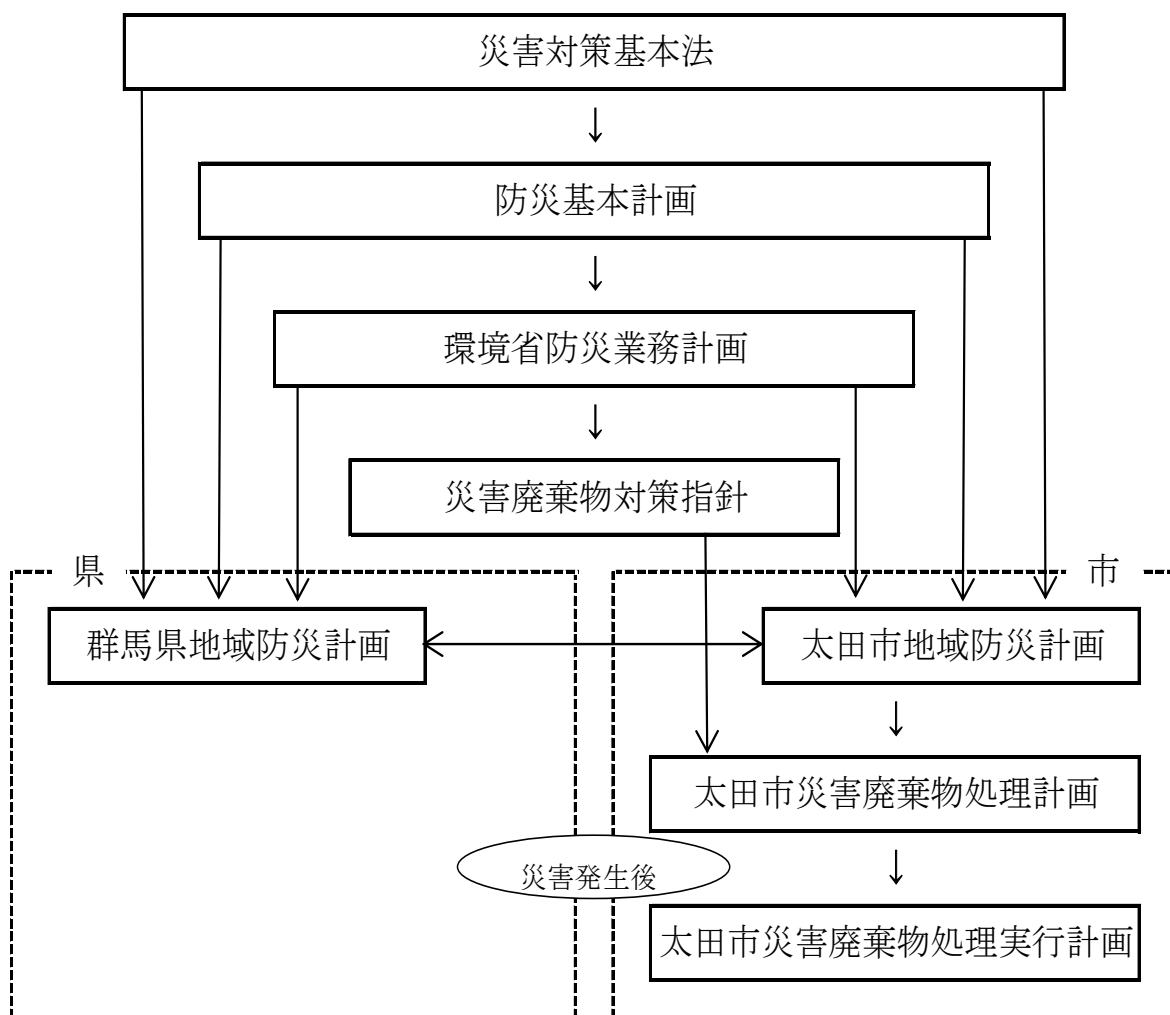 災害対策基本法
↓
防災基本計画
↓
環境省防災業務計画
↓
災害廃棄物対策指針
県
市
群馬県地域防災計画
太田市地域防災計画
↓
太田市災害廃棄物処理計画
災害発生後
↓
太田市災害廃棄物処理実行計画